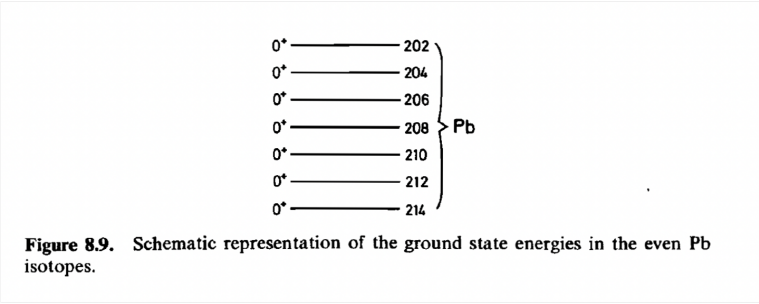 0⁺ 202
0⁺ 204
0⁺ 206
0⁺ 208 Pb
0⁺ 210
0⁺ 212
0⁺ 214
Figure 8.9. Schematic representation of the ground state energies in the even Pb
isotopes.